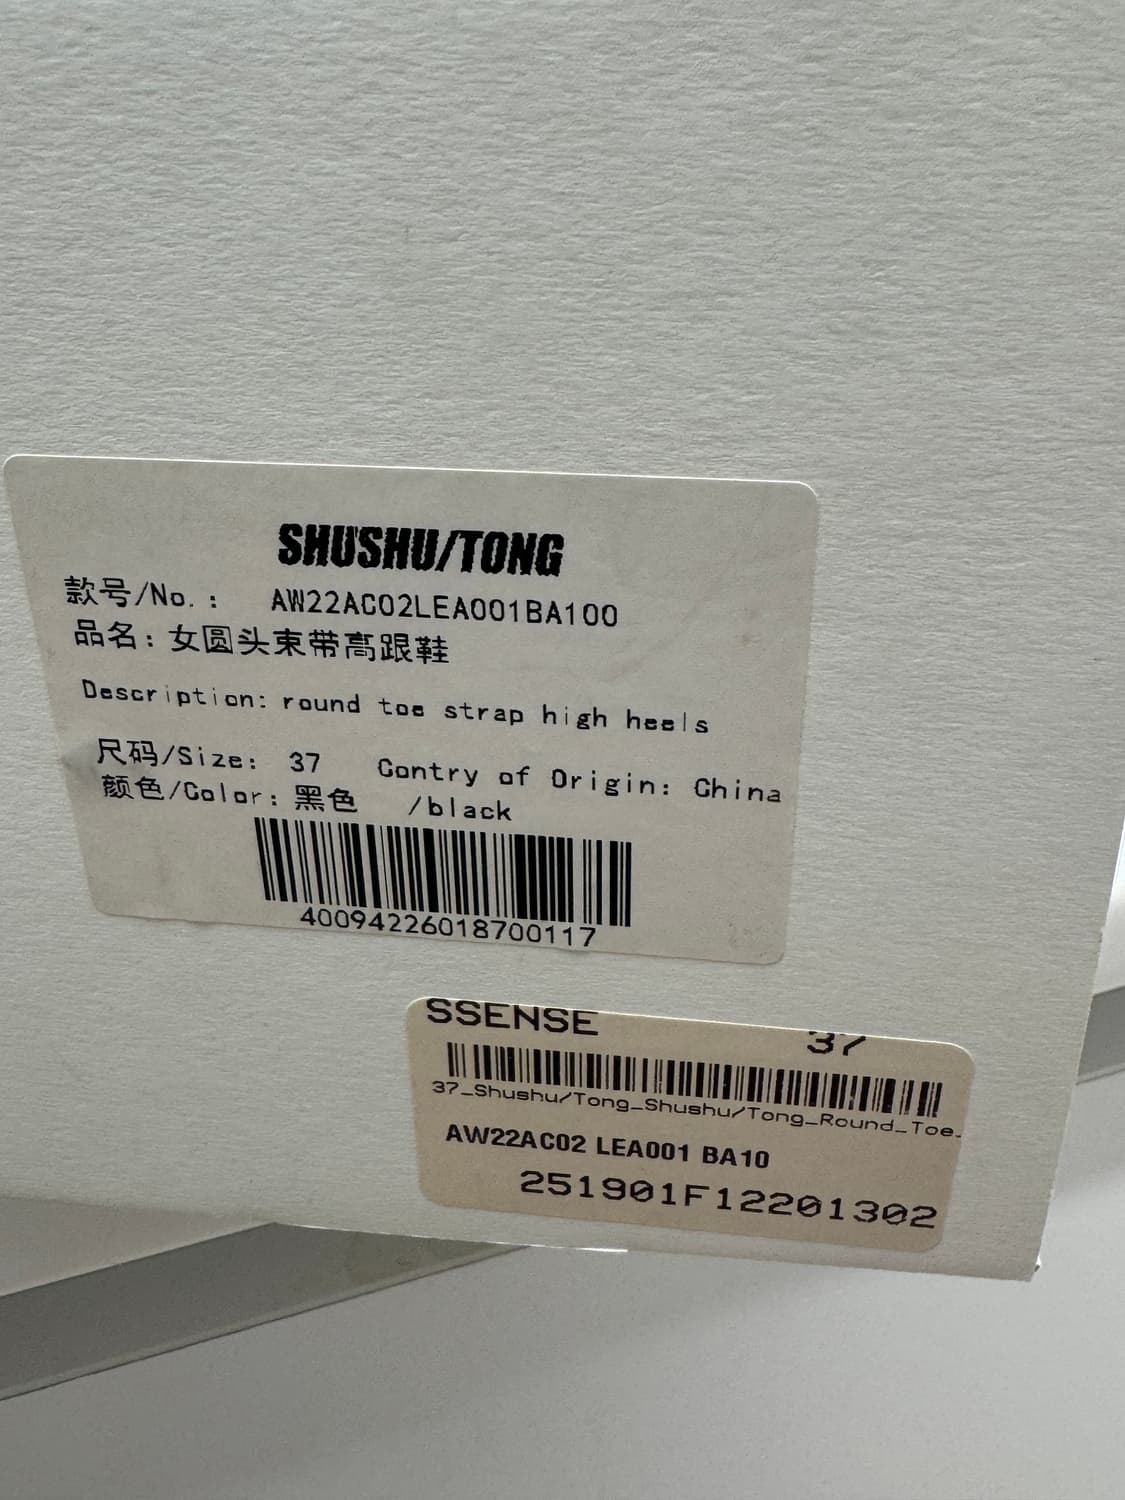 SHUSHU/TONG
款号/No.: AW22AC02LEA001BA100
品名: 女圆头束带高跟鞋
Description: round toe strap high heels
尺码/Size: 37 Contry of Origin: China
颜色/Color: 黑色 /black
40094226018700117
SSENSE 37
37_Shushu/Tong_Shushu/Tong_Round_Toe_
AW22AC02 LEA001 BA10
251901F12201302